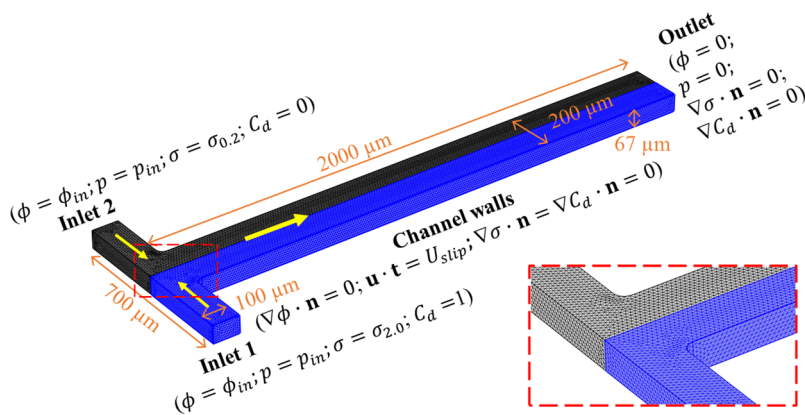 Outlet
(ϕ = 0;
p = 0;
∇σ · n = 0;
∇C_d · n = 0)
2000 μm
200 μm
67 μm
(ϕ = ϕ_in; p = p_in; σ = σ_0.2; C_d = 0)
Inlet 2
Channel walls
(∇ϕ · n = 0; u · t = U_slip; ∇σ · n = ∇C_d · n = 0)
700 μm
100 μm
Inlet 1
(ϕ = ϕ_in; p = p_in; σ = σ_2.0; C_d =1)